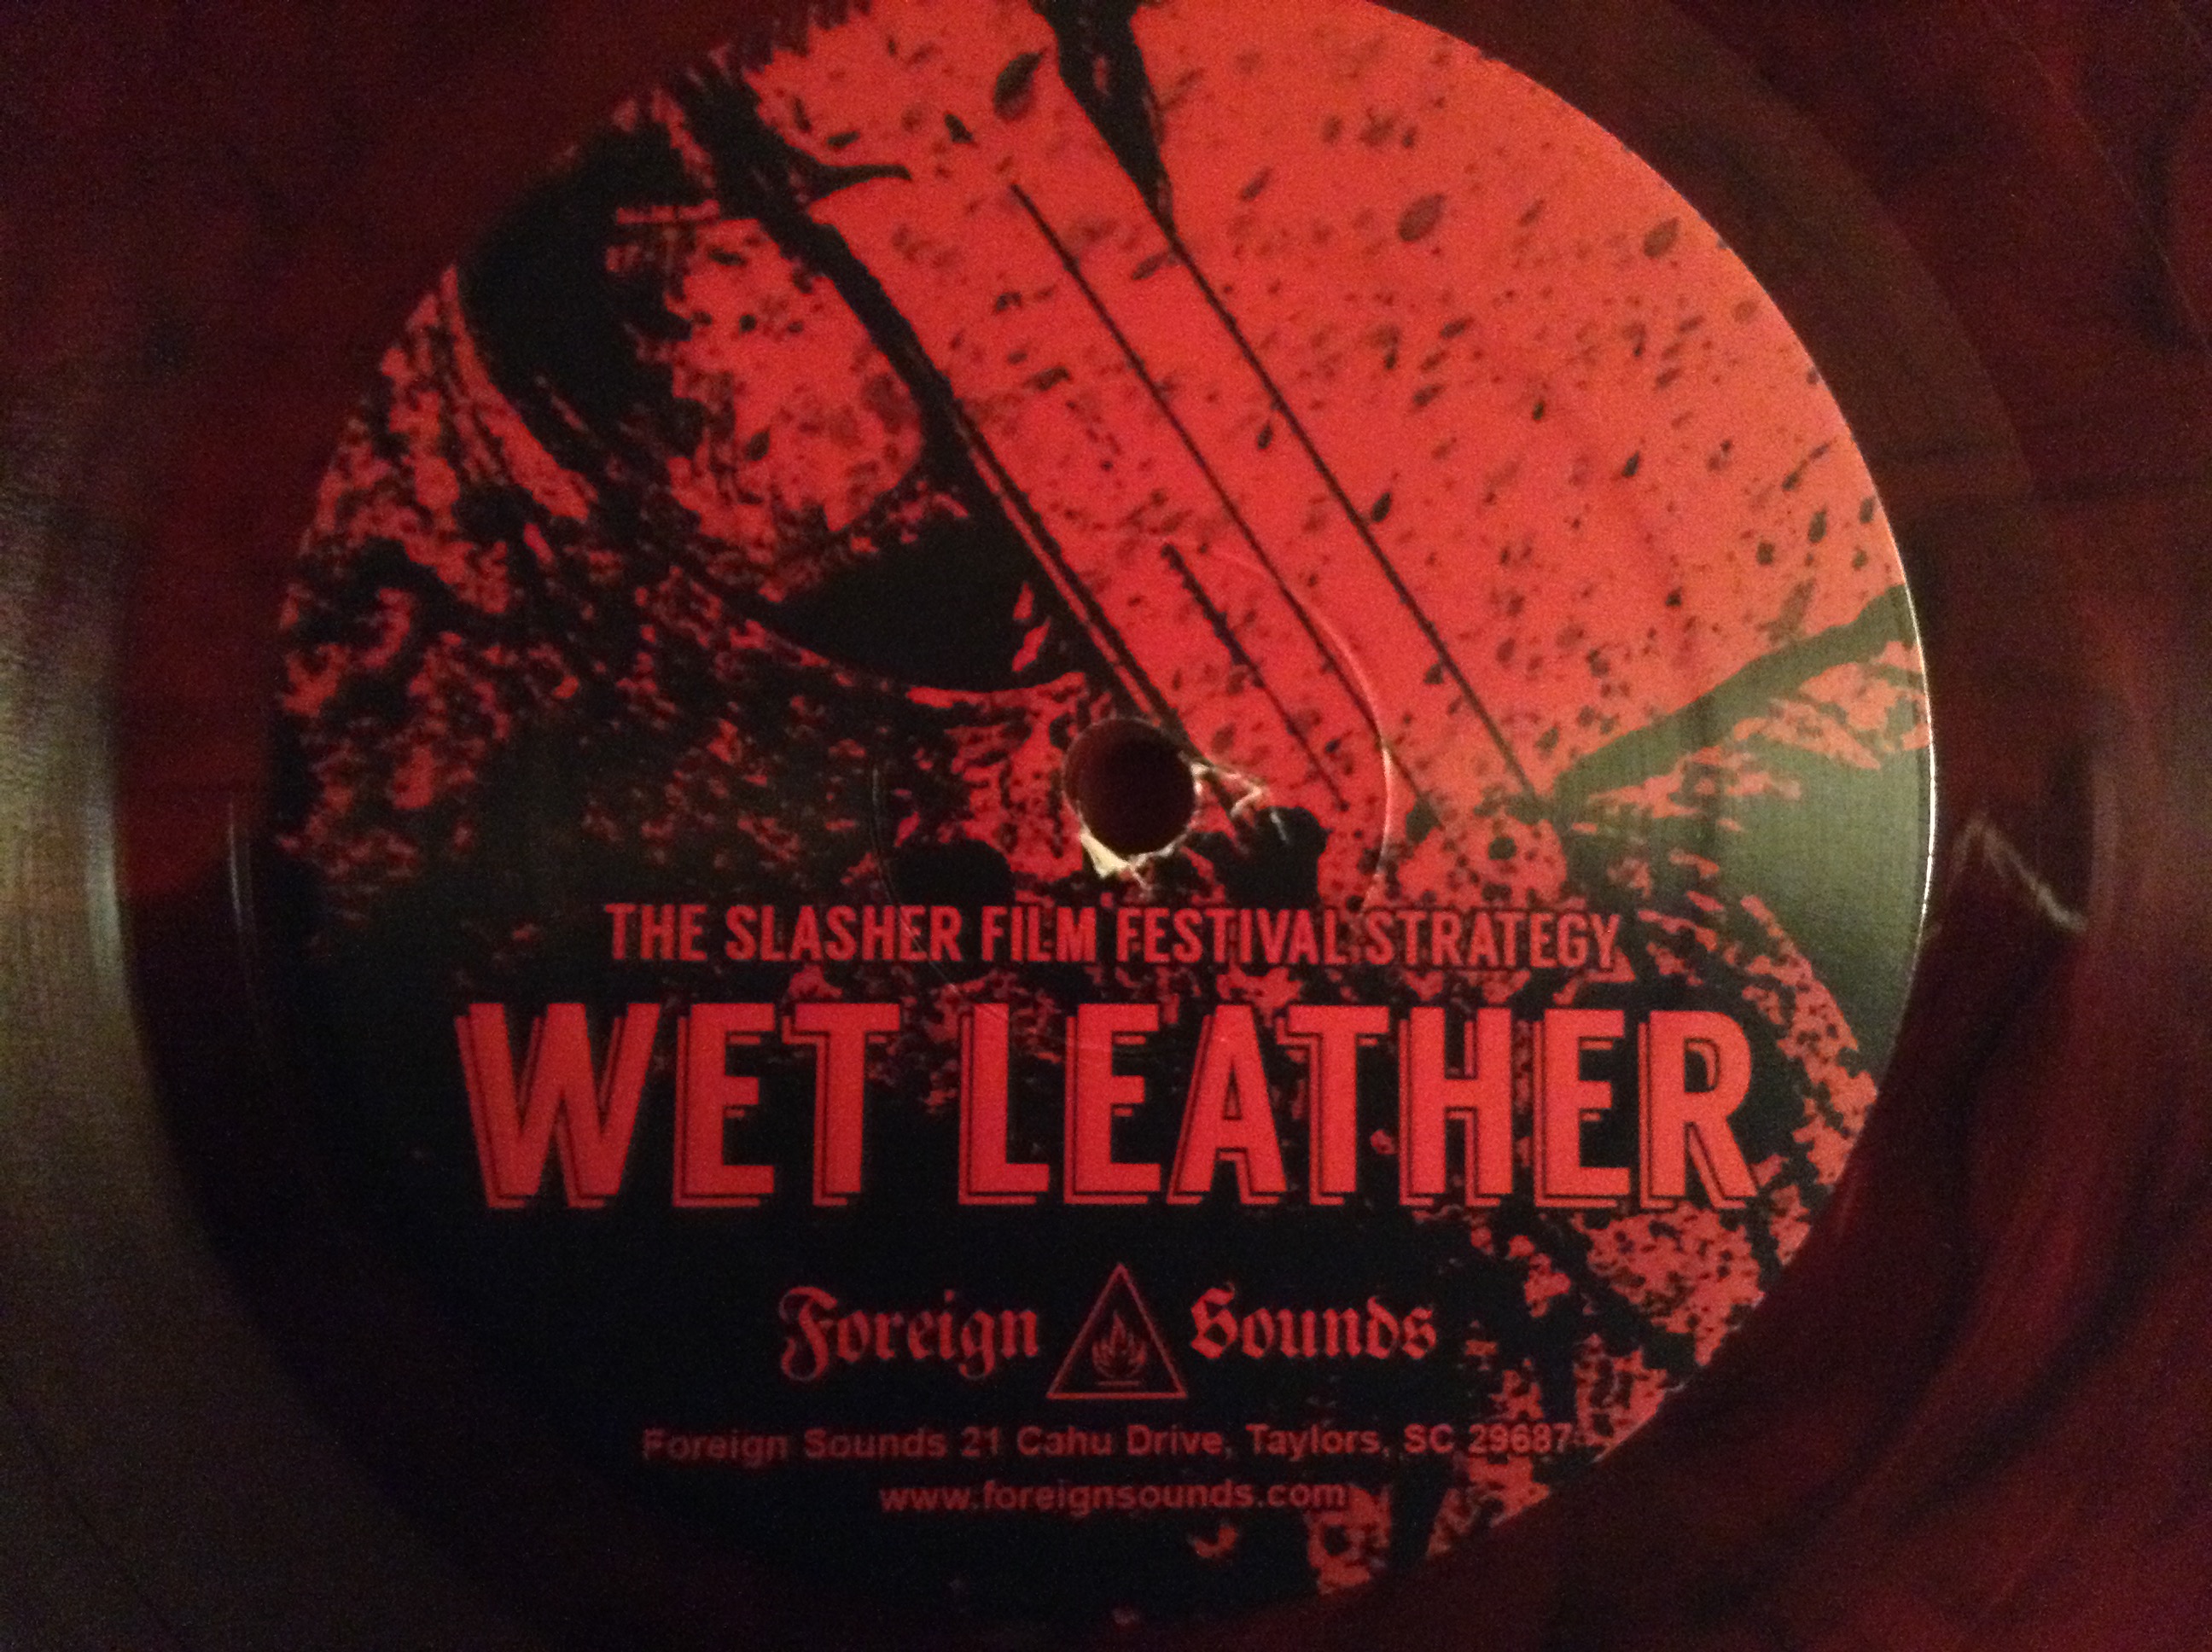 THE SLASHER FILM FESTIVAL STRATEGY
WET LEATHER
Foreign Sounds
Foreign Sounds 21 Cahu Drive, Taylors, SC 29687
www.foreignsounds.com